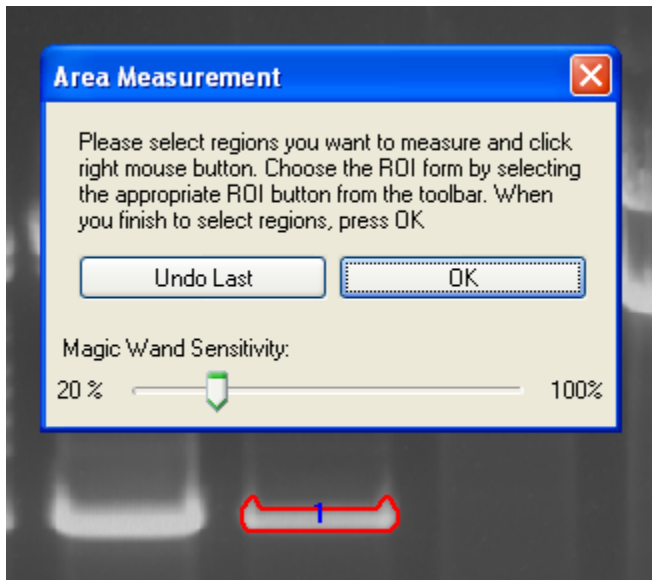 Area Measurement
Please select regions you want to measure and click
right mouse button. Choose the ROI form by selecting
the appropriate ROI button from the toolbar. When
you finish to select regions, press OK
Undo Last
OK
Magic Wand Sensitivity:
20 %
100%
1